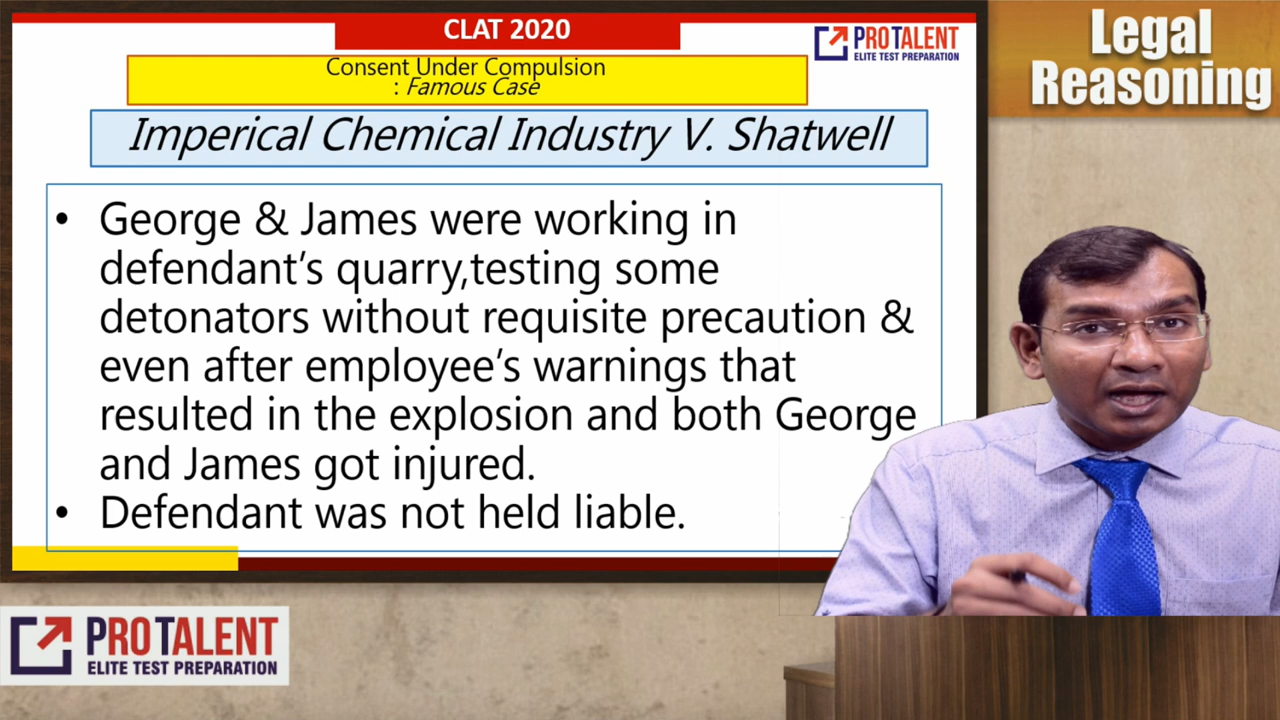 CLAT 2020
PROTALENT
ELITE TEST PREPARATION
Consent Under Compulsion
: Famous Case
Imperical Chemical Industry V. Shatwell
• George & James were working in
defendant’s quarry,testing some
detonators without requisite precaution &
even after employee’s warnings that
resulted in the explosion and both George
and James got injured.
• Defendant was not held liable.
Legal
Reasoning
PROTALENT
ELITE TEST PREPARATION